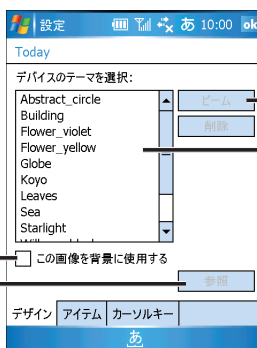 設定 あ 10:00 ok
Today
デバイスのテーマを選択:
Abstract_circle
Building
Flower_violet
Flower_yellow
Globe
Koyo
Leaves
Sea
Starlight
ビーム
削除
この画像を背景に使用する
参照
デザイン アイテム カーソルキー
あ